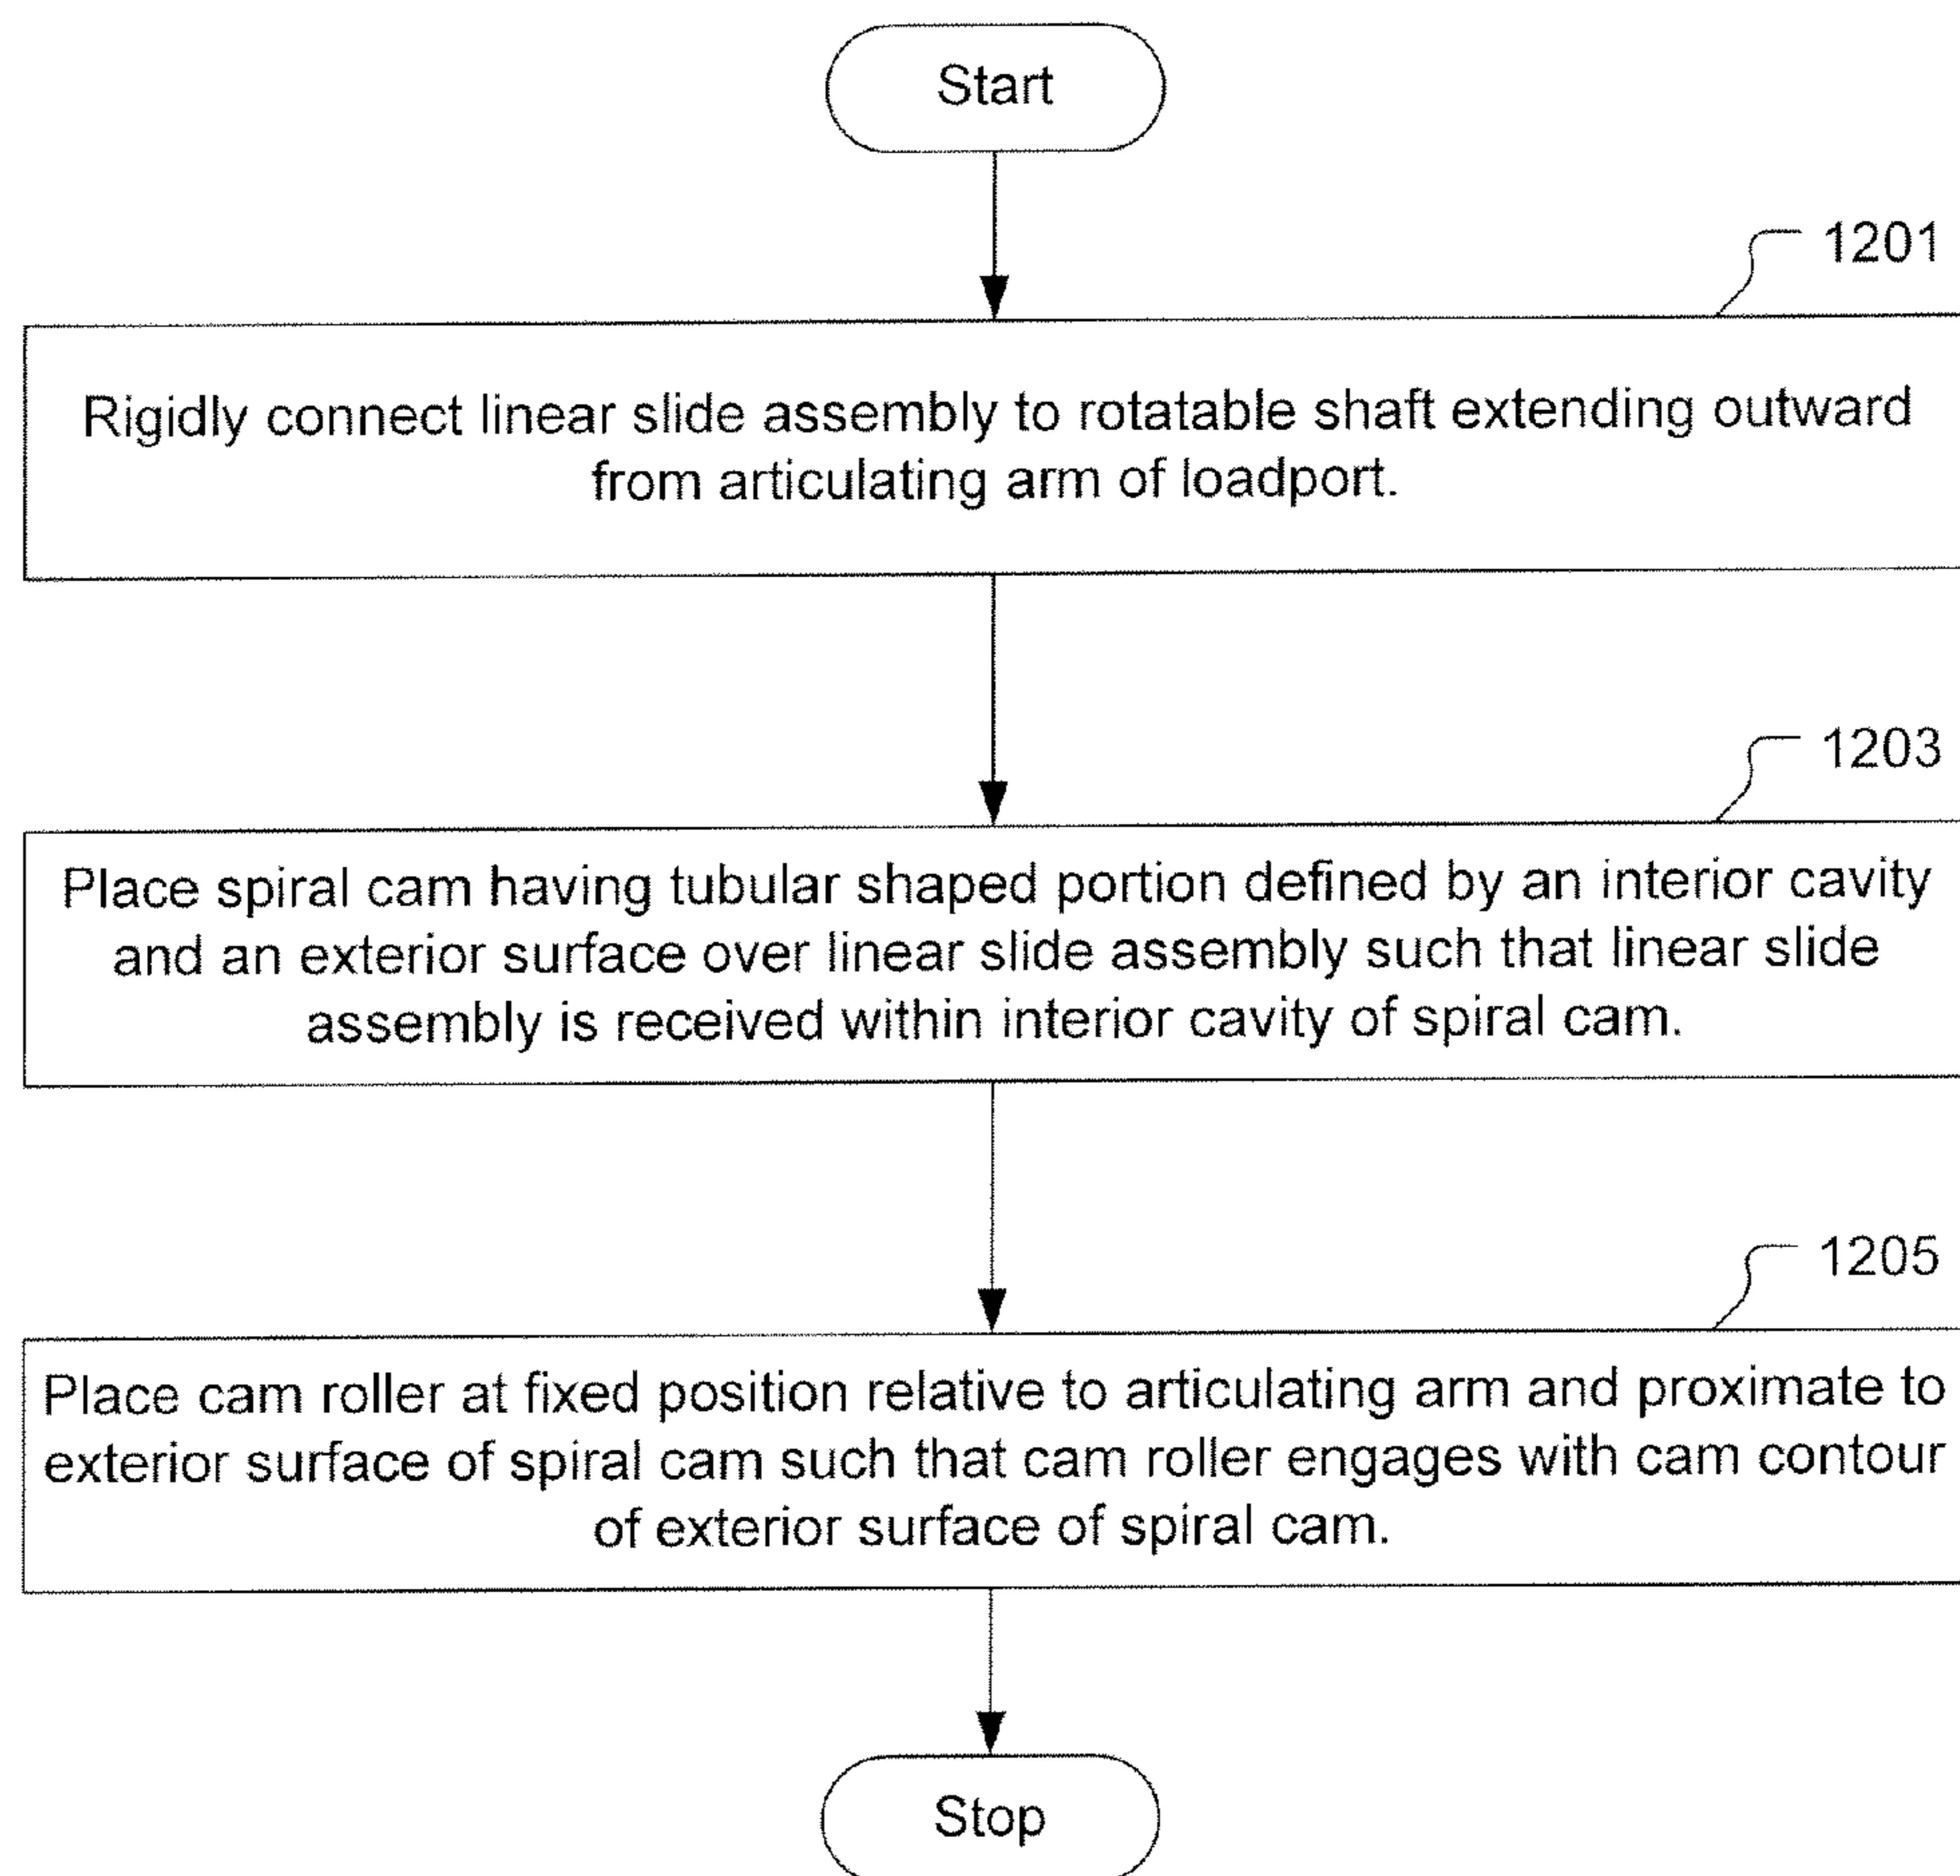 Start
1201
Rigidly connect linear slide assembly to rotatable shaft extending outward
from articulating arm of loadport.
1203
Place spiral cam having tubular shaped portion defined by an interior cavity
and an exterior surface over linear slide assembly such that linear slide
assembly is received within interior cavity of spiral cam.
1205
Place cam roller at fixed position relative to articulating arm and proximate to
exterior surface of spiral cam such that cam roller engages with cam contour
of exterior surface of spiral cam.
Stop